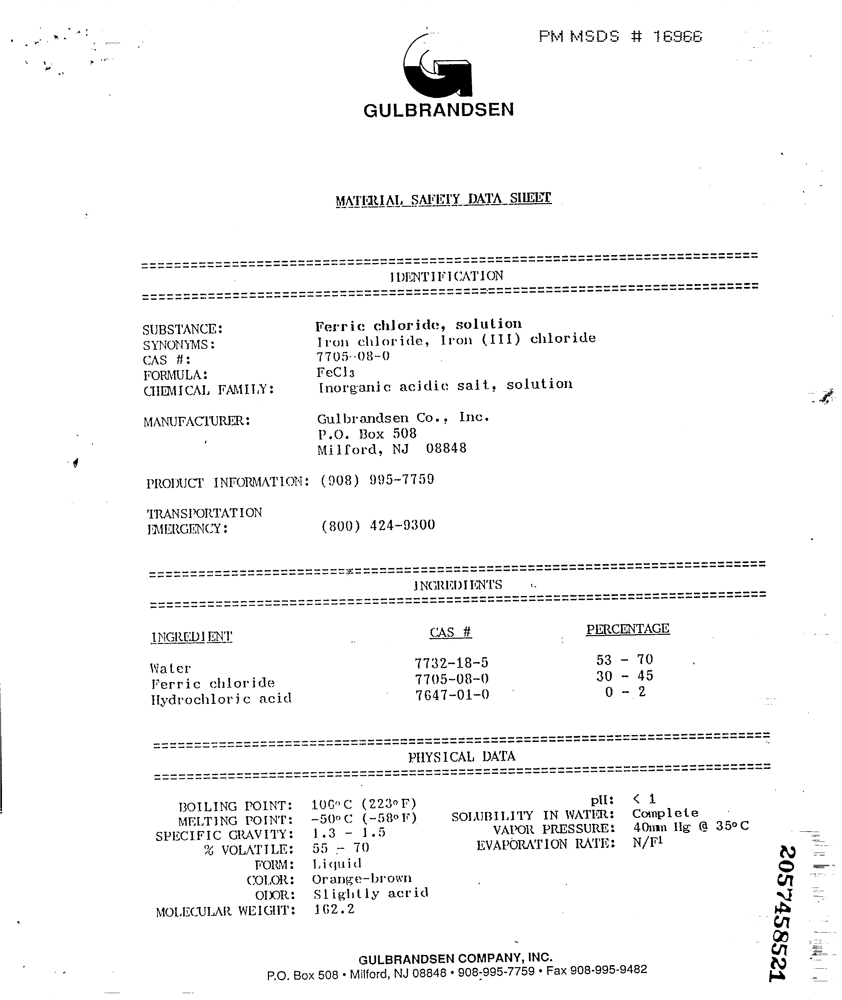 PM MSDS # 16966
GULBRANDSEN
MATERIAL SAFETY DATA SHEET
IDENTIFICATION
SUBSTANCE: Ferric chloride, solution
SYNONYMS: Iron chloride, Iron (III) chloride
CAS #: 7705-08-0
FORMULA: FeCl3
CHEMICAL FAMILY: Inorganic acidic salt, solution
MANUFACTURER: Gulbrandsen Co., Inc.
P.O. Box 508
Milford, NJ 08848
PRODUCT INFORMATION: (908) 995-7759
TRANSPORTATION
EMERGENCY: (800) 424-9300
INGREDIENTS
INGREDIENT CAS # PERCENTAGE
Water 7732-18-5 53 - 70
Ferric chloride 7705-08-0 30 - 45
Hydrochloric acid 7647-01-0 0 - 2
PHYSICAL DATA
BOILING POINT: 106°C (223°F) pH: < 1
MELTING POINT: -50°C (-58°F) SOLUBILITY IN WATER: Complete
SPECIFIC GRAVITY: 1.3 - 1.5 VAPOR PRESSURE: 40mm Hg @ 35°C
% VOLATILE: 55 - 70 EVAPORATION RATE: N/F1
FORM: Liquid
COLOR: Orange-brown
ODOR: Slightly acrid
MOLECULAR WEIGHT: 162.2
2057458521
GULBRANDSEN COMPANY, INC.
P.O. Box 508 • Milford, NJ 08848 • 908-995-7759 • Fax 908-995-9482